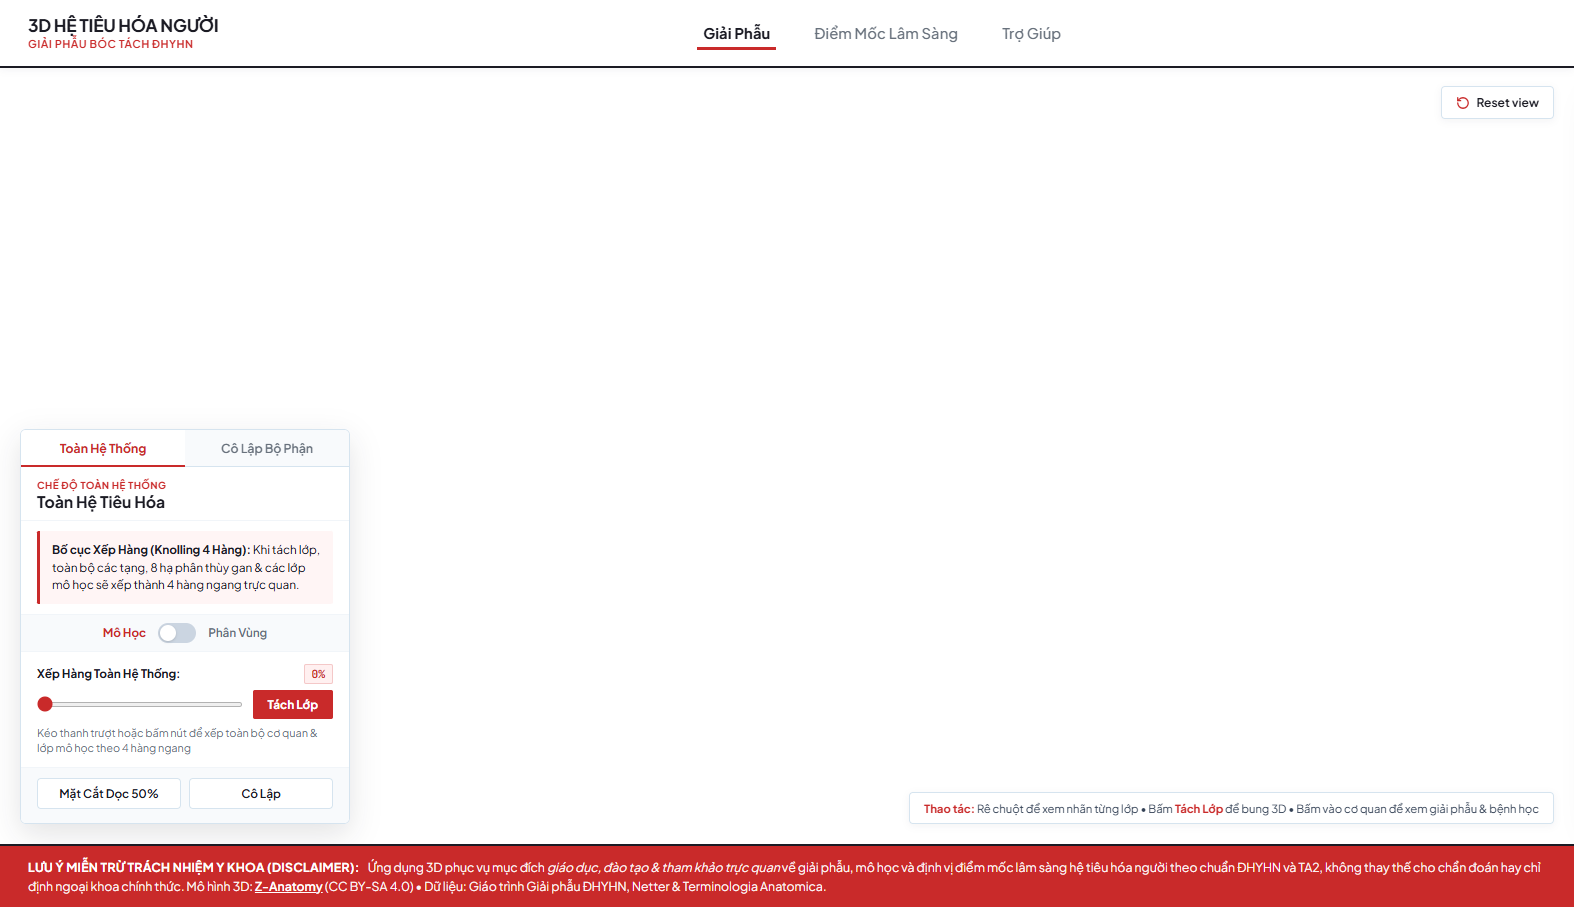 3D HỆ TIÊU HÓA NGƯỜI
GIẢI PHẪU BÓC TÁCH ĐHYHN
Giải Phẫu
Điểm Mốc Lâm Sàng
Trợ Giúp
Reset view
Toàn Hệ Thống
Cô Lập Bộ Phận
CHẾ ĐỘ TOÀN HỆ THỐNG
Toàn Hệ Tiêu Hóa
Bố cục Xếp Hàng (Knolling 4 Hàng): Khi tách lớp,
toàn bộ các tạng, 8 hạ phân thùy gan & các lớp
mô học sẽ xếp thành 4 hàng ngang trực quan.
Mô Học
Phân Vùng
Xếp Hàng Toàn Hệ Thống:
0%
Tách Lớp
Kéo thanh trượt hoặc bấm nút để xếp toàn bộ cơ quan &
lớp mô học theo 4 hàng ngang
Mặt Cắt Dọc 50%
Cô Lập
Thao tác: Rê chuột để xem nhãn từng lớp • Bấm Tách Lớp để bung 3D • Bấm vào cơ quan để xem giải phẫu & bệnh học
LƯU Ý MIỄN TRỪ TRÁCH NHIỆM Y KHOA (DISCLAIMER): Ứng dụng 3D phục vụ mục đích giáo dục, đào tạo & tham khảo trực quan về giải phẫu, mô học và định vị điểm mốc lâm sàng hệ tiêu hóa người theo chuẩn ĐHYHN và TA2, không thay thế cho chẩn đoán hay chỉ
định ngoại khoa chính thức. Mô hình 3D: Z-Anatomy (CC BY-SA 4.0) • Dữ liệu: Giáo trình Giải phẫu ĐHYHN, Netter & Terminologia Anatomica.